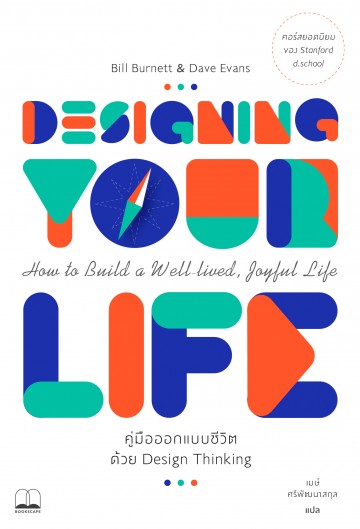 คอร์สยอดนิยม
ของ Stanford
d.school
Bill Burnett & Dave Evans
DESIGNING
YOUR
How to Build a Well-lived, Joyful Life
LIFE
คู่มือออกแบบชีวิต
ด้วย Design Thinking
เมษ์
ศรีพัฒนาสกุล
แปล
BOOKSCAPE